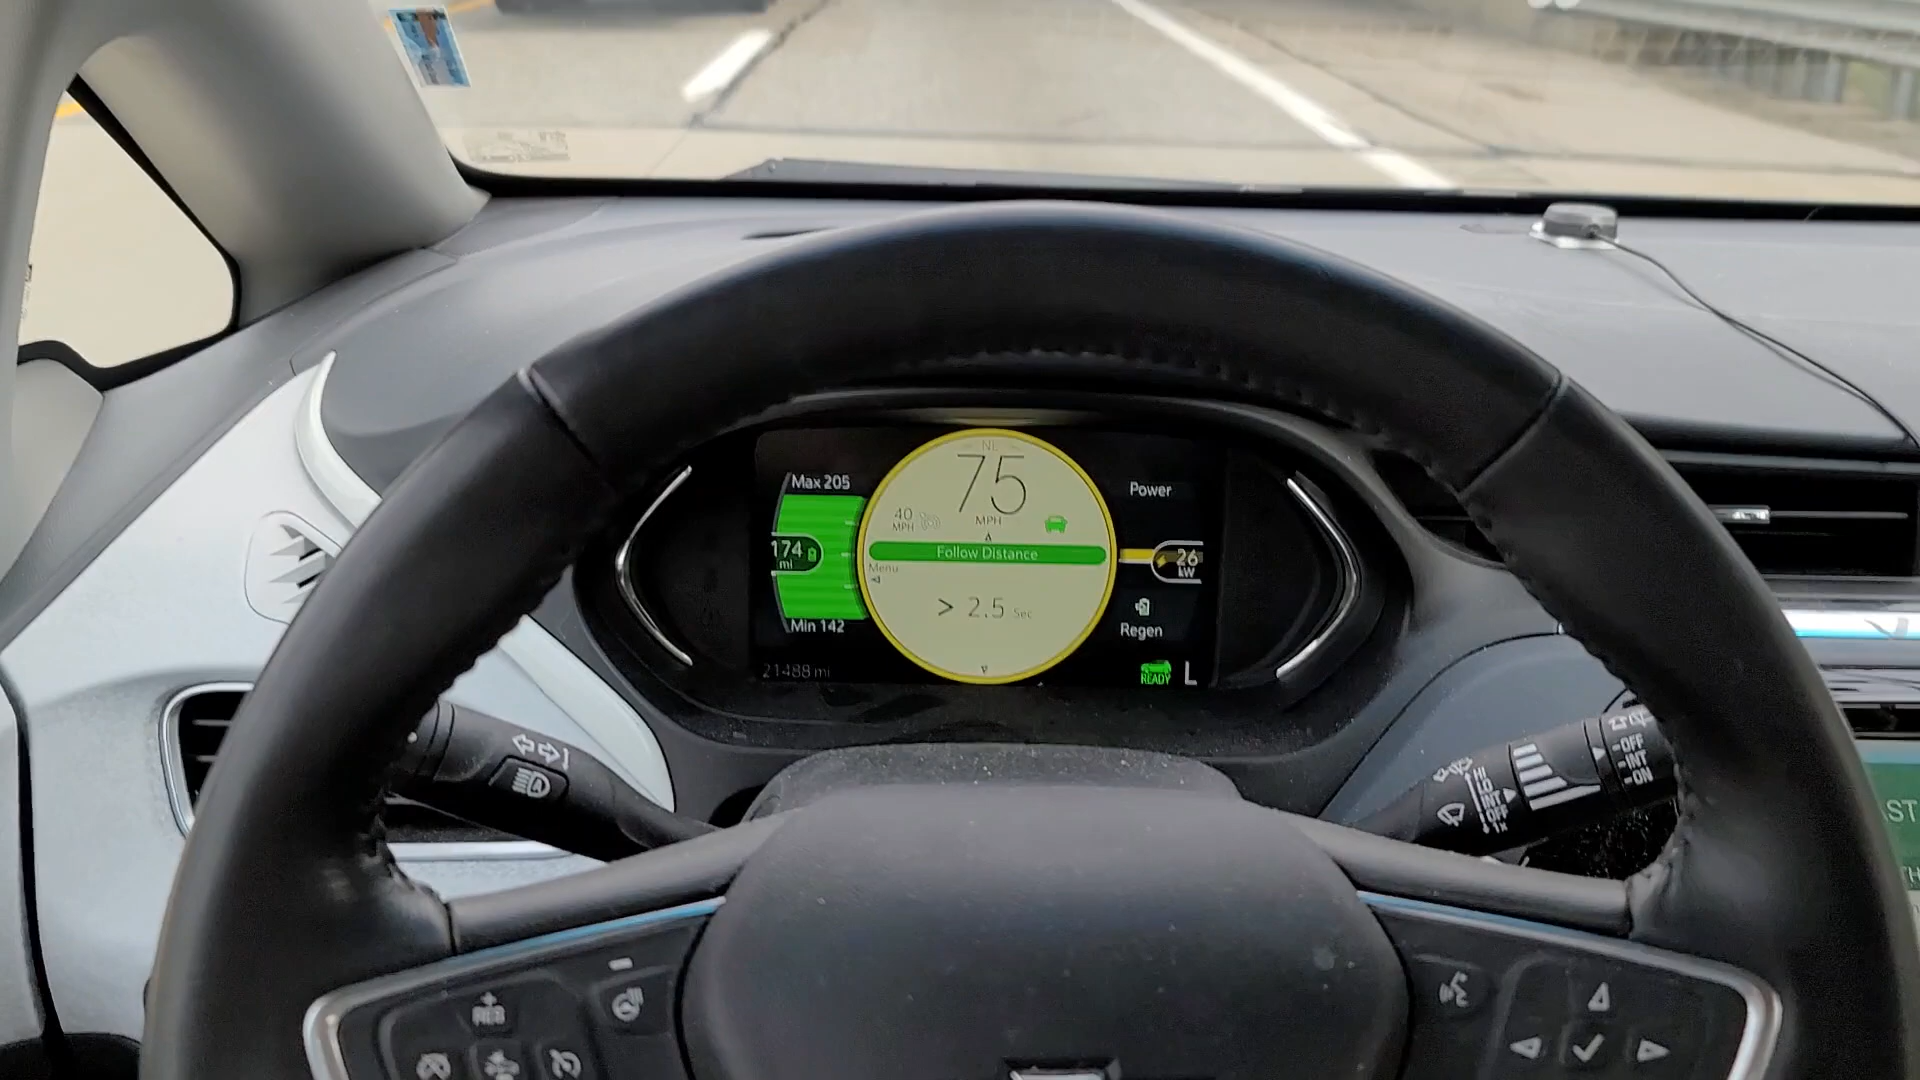 Max 205
174
mi
Min 142
21488 mi
75
MPH
40
MPH
Follow Distance
Menu
> 2.5 Sec
Power
26
kW
Regen
READY
L
OFF
INT
ON
HI
LO
INT
OFF
1x
+
RES